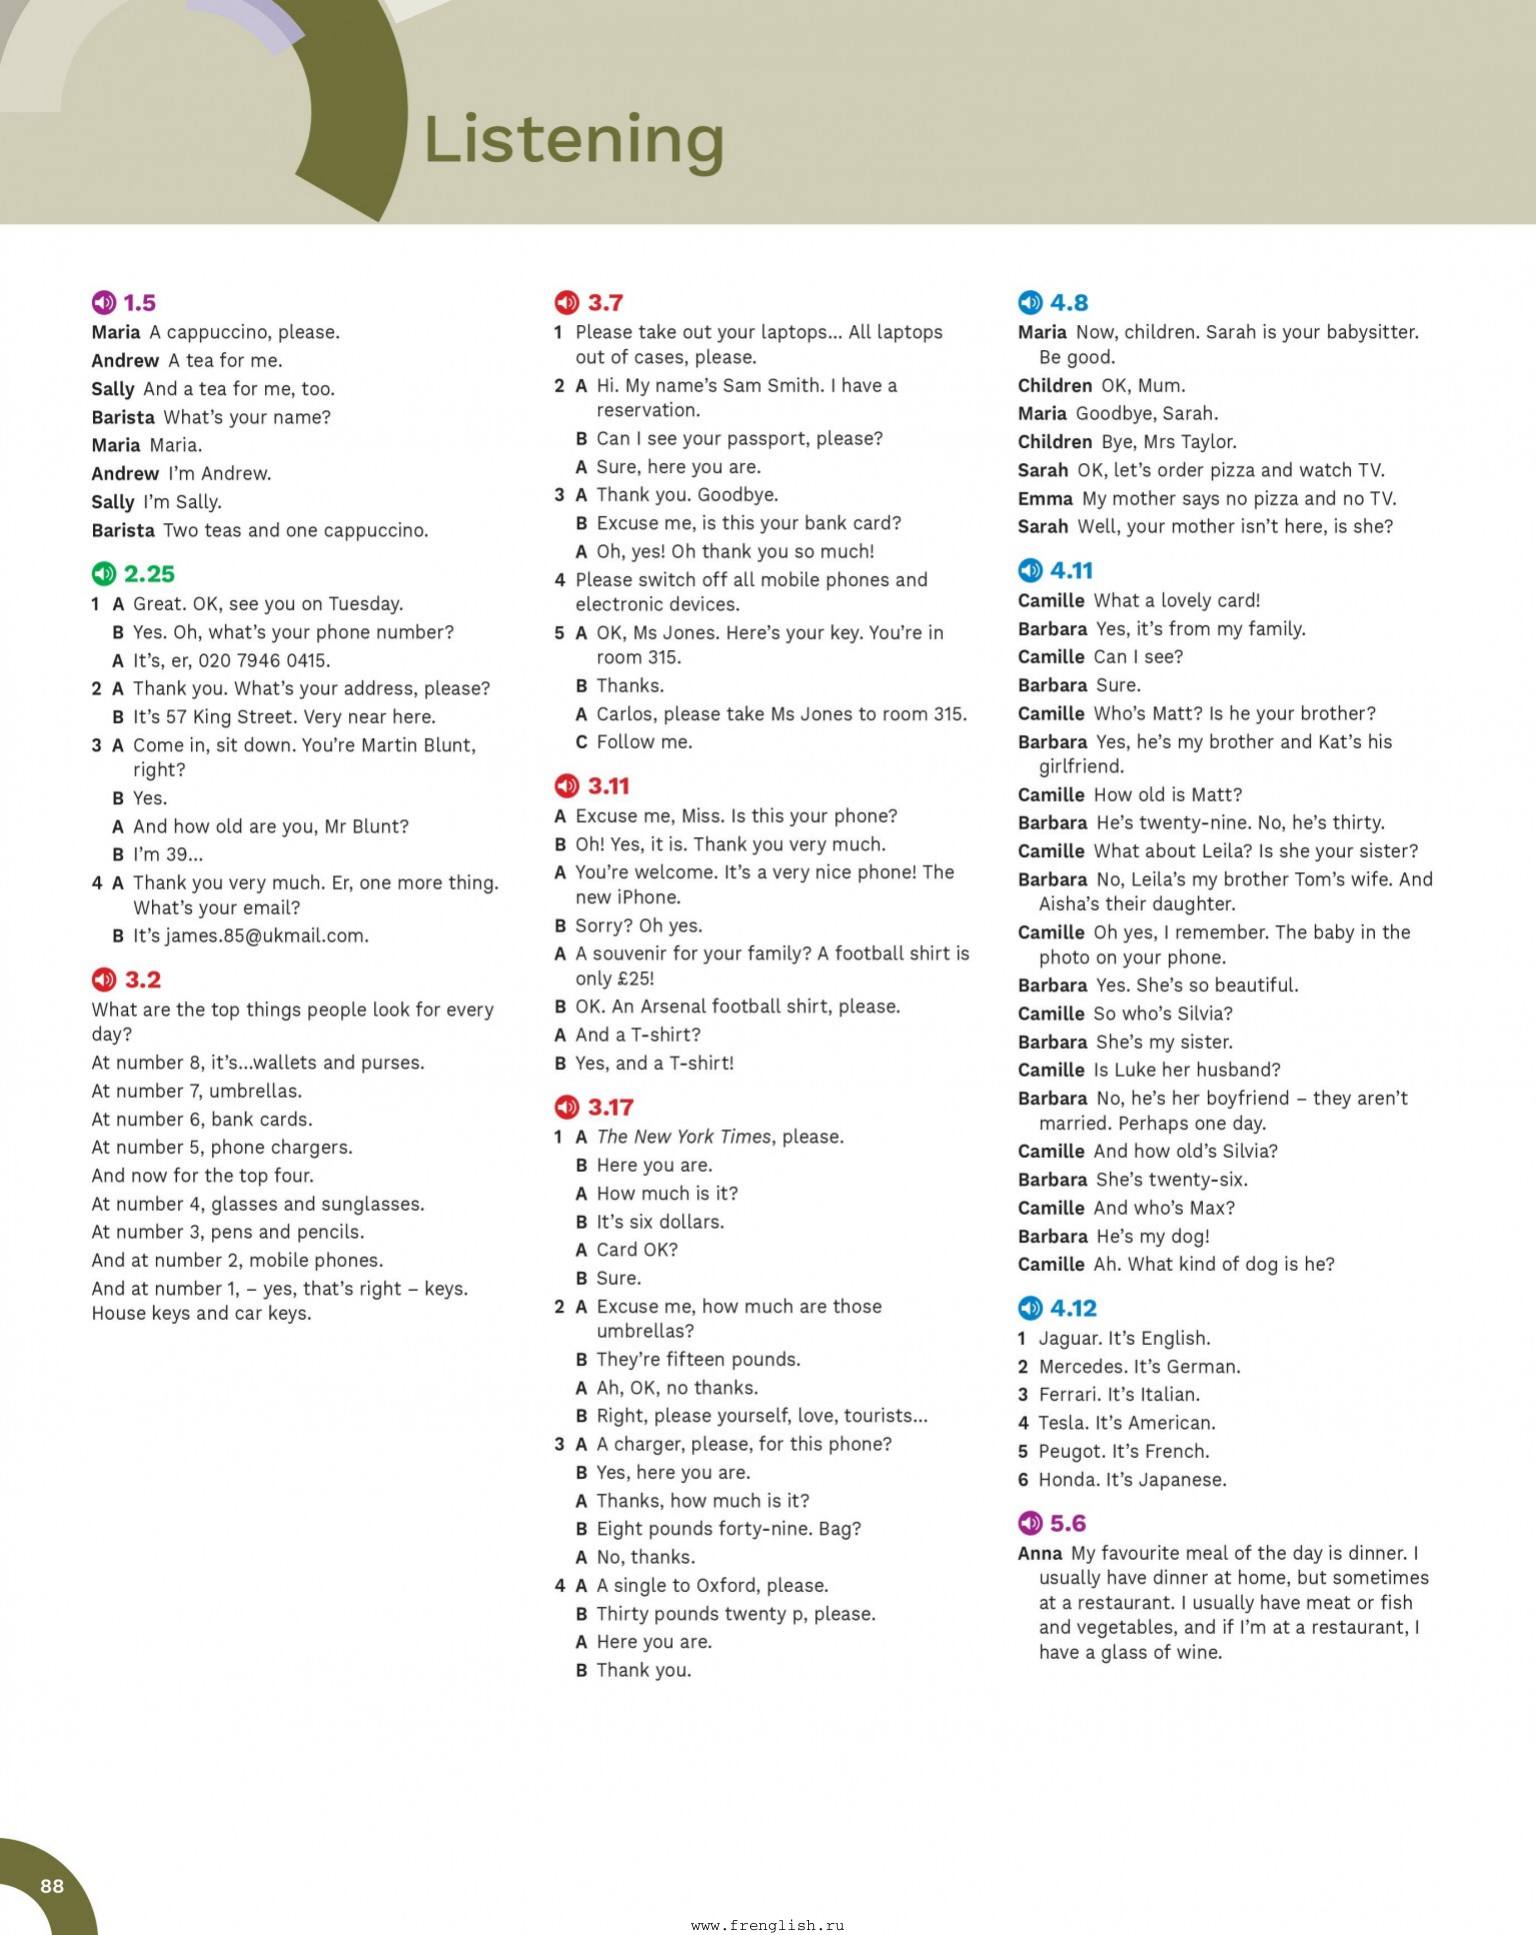 Listening
1.5
Maria A cappuccino, please.
Andrew A tea for me.
Sally And a tea for me, too.
Barista What's your name?
Maria Maria.
Andrew I'm Andrew.
Sally I'm Sally.
Barista Two teas and one cappuccino.
2.25
1 A Great. OK, see you on Tuesday.
B Yes. Oh, what's your phone number?
A It's, er, 020 7946 0415.
2 A Thank you. What's your address, please?
B It's 57 King Street. Very near here.
3 A Come in, sit down. You're Martin Blunt,
right?
B Yes.
A And how old are you, Mr Blunt?
B I'm 39...
4 A Thank you very much. Er, one more thing.
What's your email?
B It's james.85@ukmail.com.
3.2
What are the top things people look for every
day?
At number 8, it's...wallets and purses.
At number 7, umbrellas.
At number 6, bank cards.
At number 5, phone chargers.
And now for the top four.
At number 4, glasses and sunglasses.
At number 3, pens and pencils.
And at number 2, mobile phones.
And at number 1, – yes, that's right – keys.
House keys and car keys.
3.7
1 Please take out your laptops... All laptops
out of cases, please.
2 A Hi. My name's Sam Smith. I have a
reservation.
B Can I see your passport, please?
A Sure, here you are.
3 A Thank you. Goodbye.
B Excuse me, is this your bank card?
A Oh, yes! Oh thank you so much!
4 Please switch off all mobile phones and
electronic devices.
5 A OK, Ms Jones. Here's your key. You're in
room 315.
B Thanks.
A Carlos, please take Ms Jones to room 315.
C Follow me.
3.11
A Excuse me, Miss. Is this your phone?
B Oh! Yes, it is. Thank you very much.
A You're welcome. It's a very nice phone! The
new iPhone.
B Sorry? Oh yes.
A A souvenir for your family? A football shirt is
only £25!
B OK. An Arsenal football shirt, please.
A And a T-shirt?
B Yes, and a T-shirt!
3.17
1 A The New York Times, please.
B Here you are.
A How much is it?
B It's six dollars.
A Card OK?
B Sure.
2 A Excuse me, how much are those
umbrellas?
B They're fifteen pounds.
A Ah, OK, no thanks.
B Right, please yourself, love, tourists...
3 A A charger, please, for this phone?
B Yes, here you are.
A Thanks, how much is it?
B Eight pounds forty-nine. Bag?
A No, thanks.
4 A A single to Oxford, please.
B Thirty pounds twenty p, please.
A Here you are.
B Thank you.
4.8
Maria Now, children. Sarah is your babysitter.
Be good.
Children OK, Mum.
Maria Goodbye, Sarah.
Children Bye, Mrs Taylor.
Sarah OK, let's order pizza and watch TV.
Emma My mother says no pizza and no TV.
Sarah Well, your mother isn't here, is she?
4.11
Camille What a lovely card!
Barbara Yes, it's from my family.
Camille Can I see?
Barbara Sure.
Camille Who's Matt? Is he your brother?
Barbara Yes, he's my brother and Kat's his
girlfriend.
Camille How old is Matt?
Barbara He's twenty-nine. No, he's thirty.
Camille What about Leila? Is she your sister?
Barbara No, Leila's my brother Tom's wife. And
Aisha's their daughter.
Camille Oh yes, I remember. The baby in the
photo on your phone.
Barbara Yes. She's so beautiful.
Camille So who's Silvia?
Barbara She's my sister.
Camille Is Luke her husband?
Barbara No, he's her boyfriend – they aren't
married. Perhaps one day.
Camille And how old's Silvia?
Barbara She's twenty-six.
Camille And who's Max?
Barbara He's my dog!
Camille Ah. What kind of dog is he?
4.12
1 Jaguar. It's English.
2 Mercedes. It's German.
3 Ferrari. It's Italian.
4 Tesla. It's American.
5 Peugot. It's French.
6 Honda. It's Japanese.
5.6
Anna My favourite meal of the day is dinner. I
usually have dinner at home, but sometimes
at a restaurant. I usually have meat or fish
and vegetables, and if I'm at a restaurant, I
have a glass of wine.
88
www.frenglish.ru